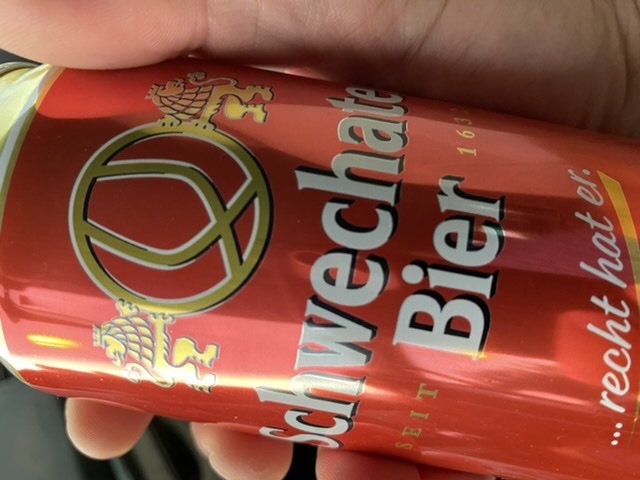 Schwechate
Bier
SEIT 163
...recht hat er.